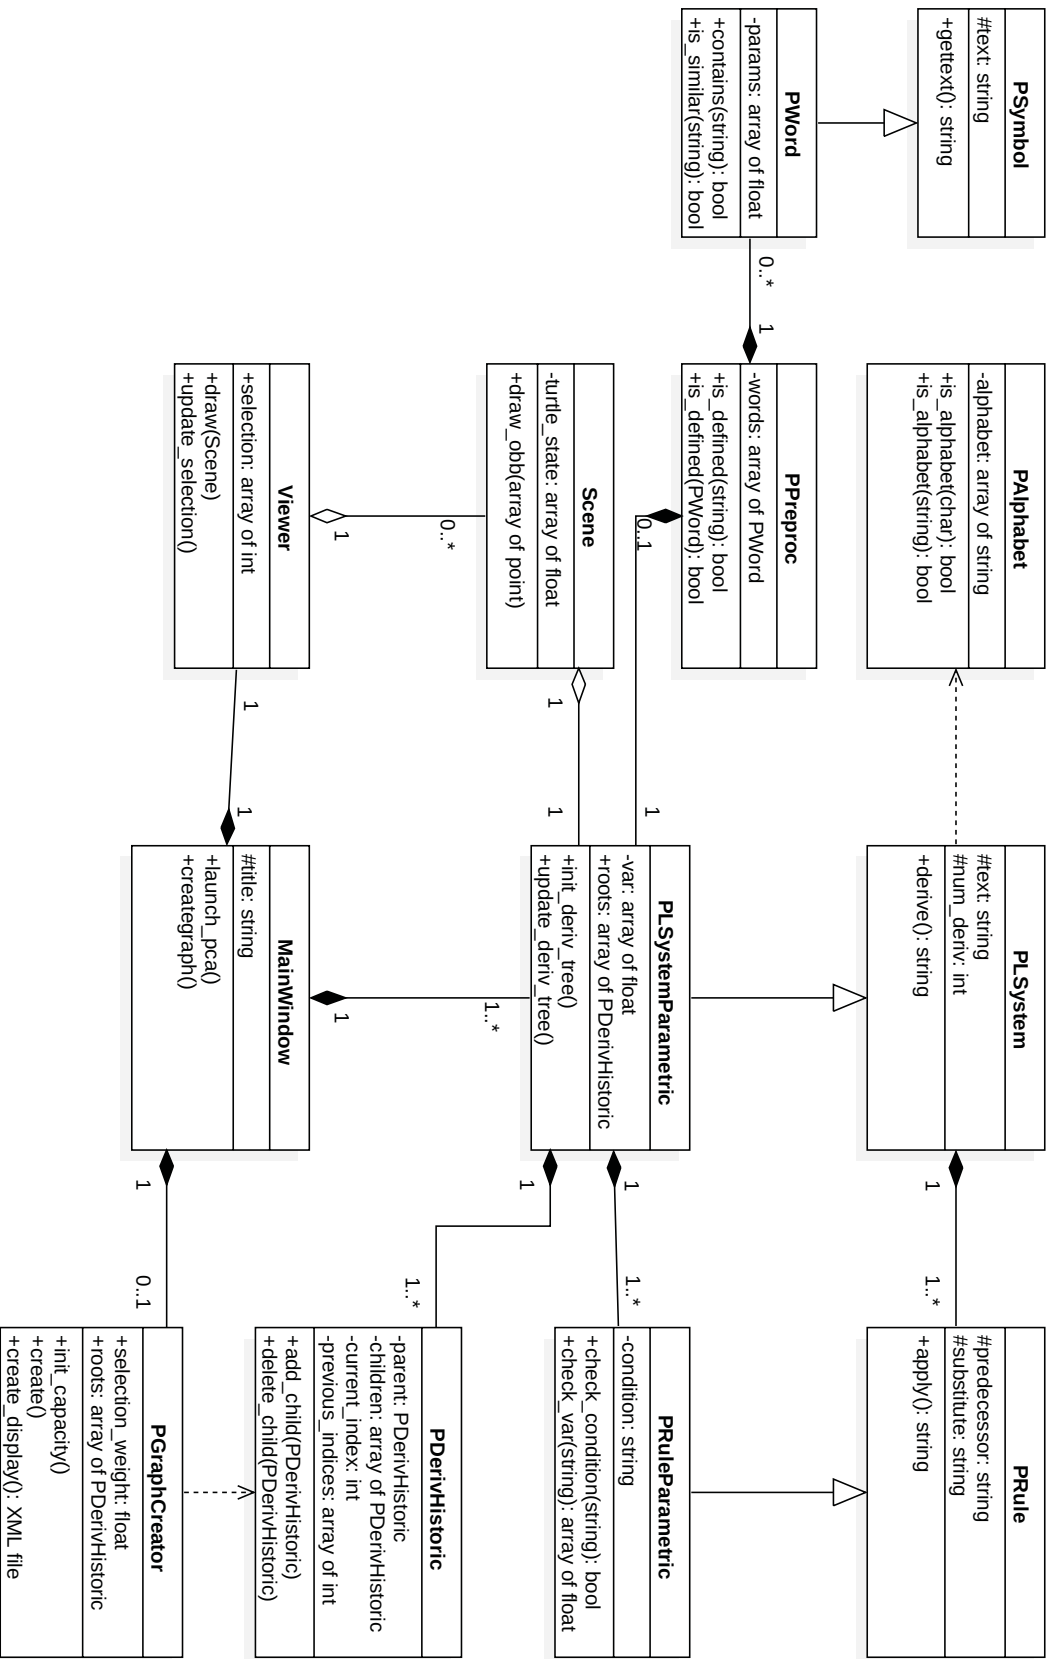 PSymbol
#text: string
+gettext(): string
PAlphabet
-alphabet: array of string
+is_alphabet(char): bool
+is_alphabet(string): bool
PLSystem
#text: string
#num_deriv: int
+derive(): string
1
1..*
PRule
#predecessor: string
#substitute: string
+apply(): string
PWord
-params: array of float
+contains(string): bool
+is_similar(string): bool
0..*
1
PPreproc
-words: array of PWord
+is_defined(string): bool
+is_defined(PWord): bool
0..1
1
PLSystemParametric
-var: array of float
+roots: array of PDerivHistoric
+init_deriv_tree()
+update_deriv_tree()
1
1..*
PRuleParametric
-condition: string
+check_condition(string): bool
+check_var(string): array of float
Scene
-turtle_state: array of float
+draw_obb(array of point)
1
1
1
1..*
PDerivHistoric
-parent: PDerivHistoric
-children: array of PDerivHistoric
-current_index: int
-previous_indices: array of int
+add_child(PDerivHistoric)
+delete_child(PDerivHistoric)
0..*
1
1..*
1
Viewer
+selection: array of int
+draw(Scene)
+update_selection()
1
1
MainWindow
#title: string
+launch_pca()
+creategraph()
1
0..1
PGraphCreator
+selection_weight: float
+roots: array of PDerivHistoric
+init_capacity()
+create()
+create_display(): XML file